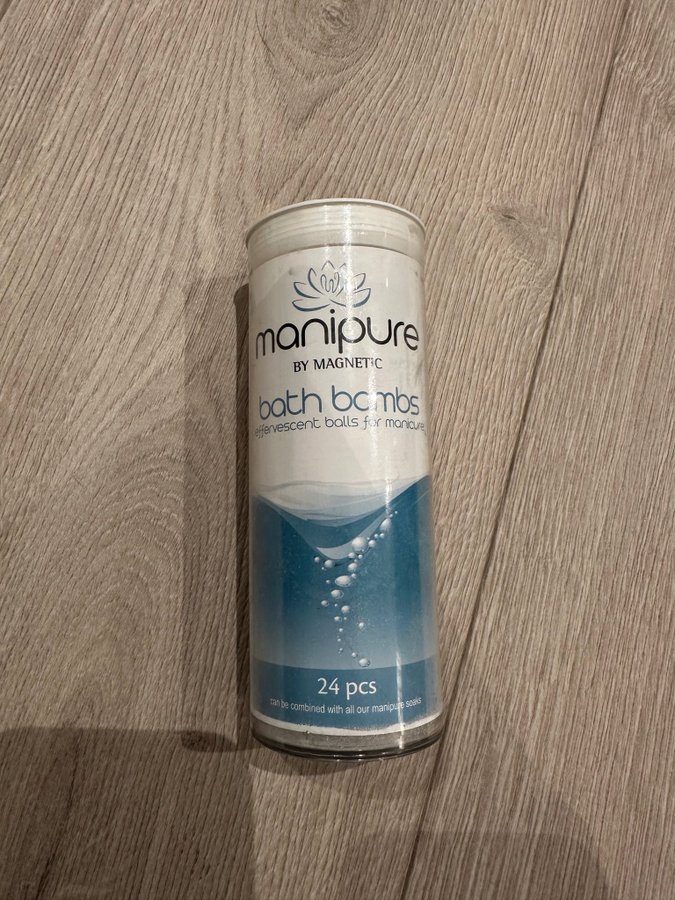 manipure
BY MAGNETIC
bath bombs
effervescent balls for manicure
24 pcs
can be combined with all our manipure soaks